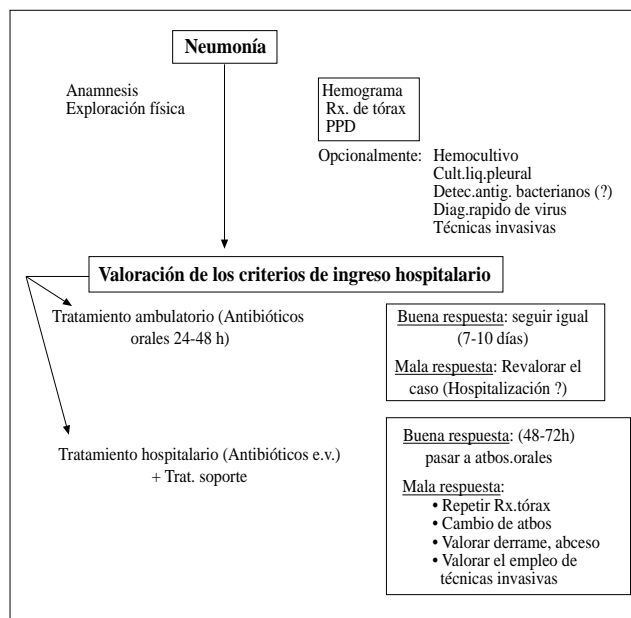 Neumonía
Anamnesis
Exploración física
Hemograma
Rx. de tórax
PPD
Opcionalmente: Hemocultivo
Cult.liq.pleural
Detec.antig. bacterianos (?)
Diag.rapido de virus
Técnicas invasivas
Valoración de los criterios de ingreso hospitalario
Tratamiento ambulatorio (Antibióticos
orales 24-48 h)
Buena respuesta: seguir igual
(7-10 días)
Mala respuesta: Revalorar el
caso (Hospitalización ?)
Tratamiento hospitalario (Antibióticos e.v.)
+ Trat. soporte
Buena respuesta: (48-72h)
pasar a atbos.orales
Mala respuesta:
• Repetir Rx.tórax
• Cambio de atbos
• Valorar derrame, abceso
• Valorar el empleo de
técnicas invasivas